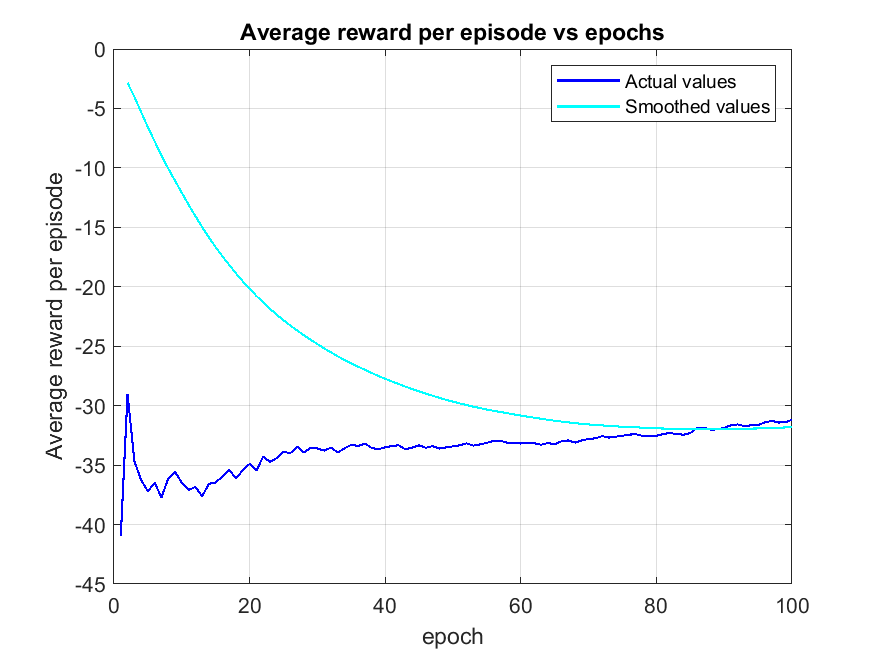 Average reward per episode vs epochs
Actual values
Smoothed values
Average reward per episode
0
-5
-10
-15
-20
-25
-30
-35
-40
-45
0 20 40 60 80 100
epoch